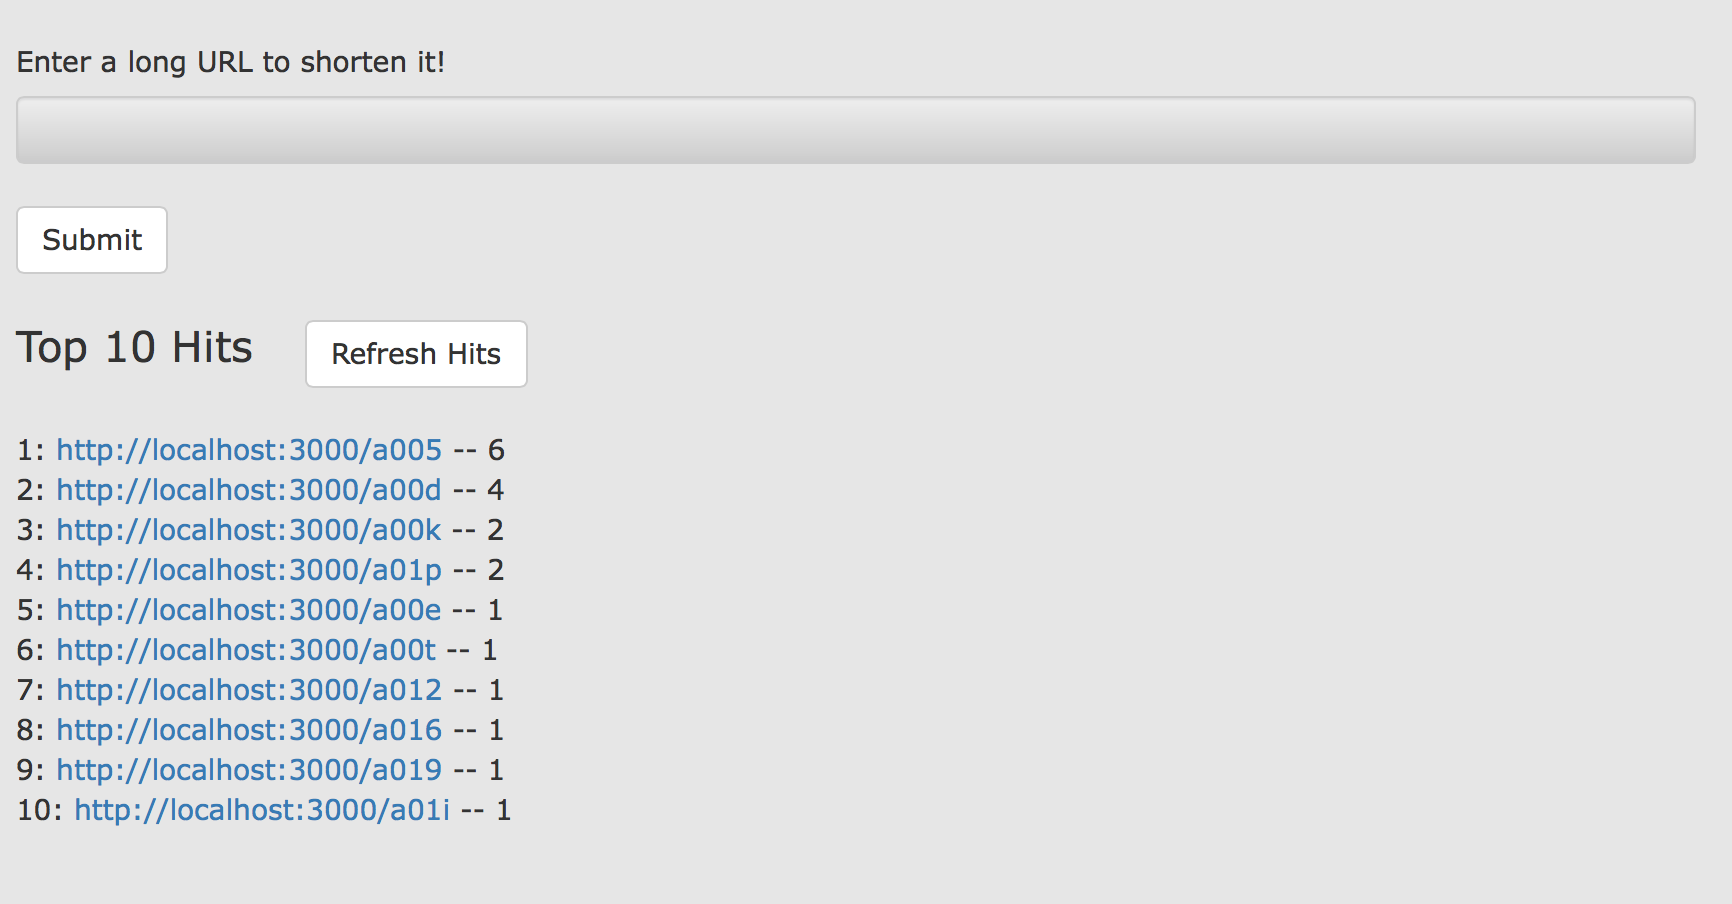 Enter a long URL to shorten it!
Submit
Top 10 Hits Refresh Hits
1: http://localhost:3000/a005 -- 6
2: http://localhost:3000/a00d -- 4
3: http://localhost:3000/a00k -- 2
4: http://localhost:3000/a01p -- 2
5: http://localhost:3000/a00e -- 1
6: http://localhost:3000/a00t -- 1
7: http://localhost:3000/a012 -- 1
8: http://localhost:3000/a016 -- 1
9: http://localhost:3000/a019 -- 1
10: http://localhost:3000/a01i -- 1